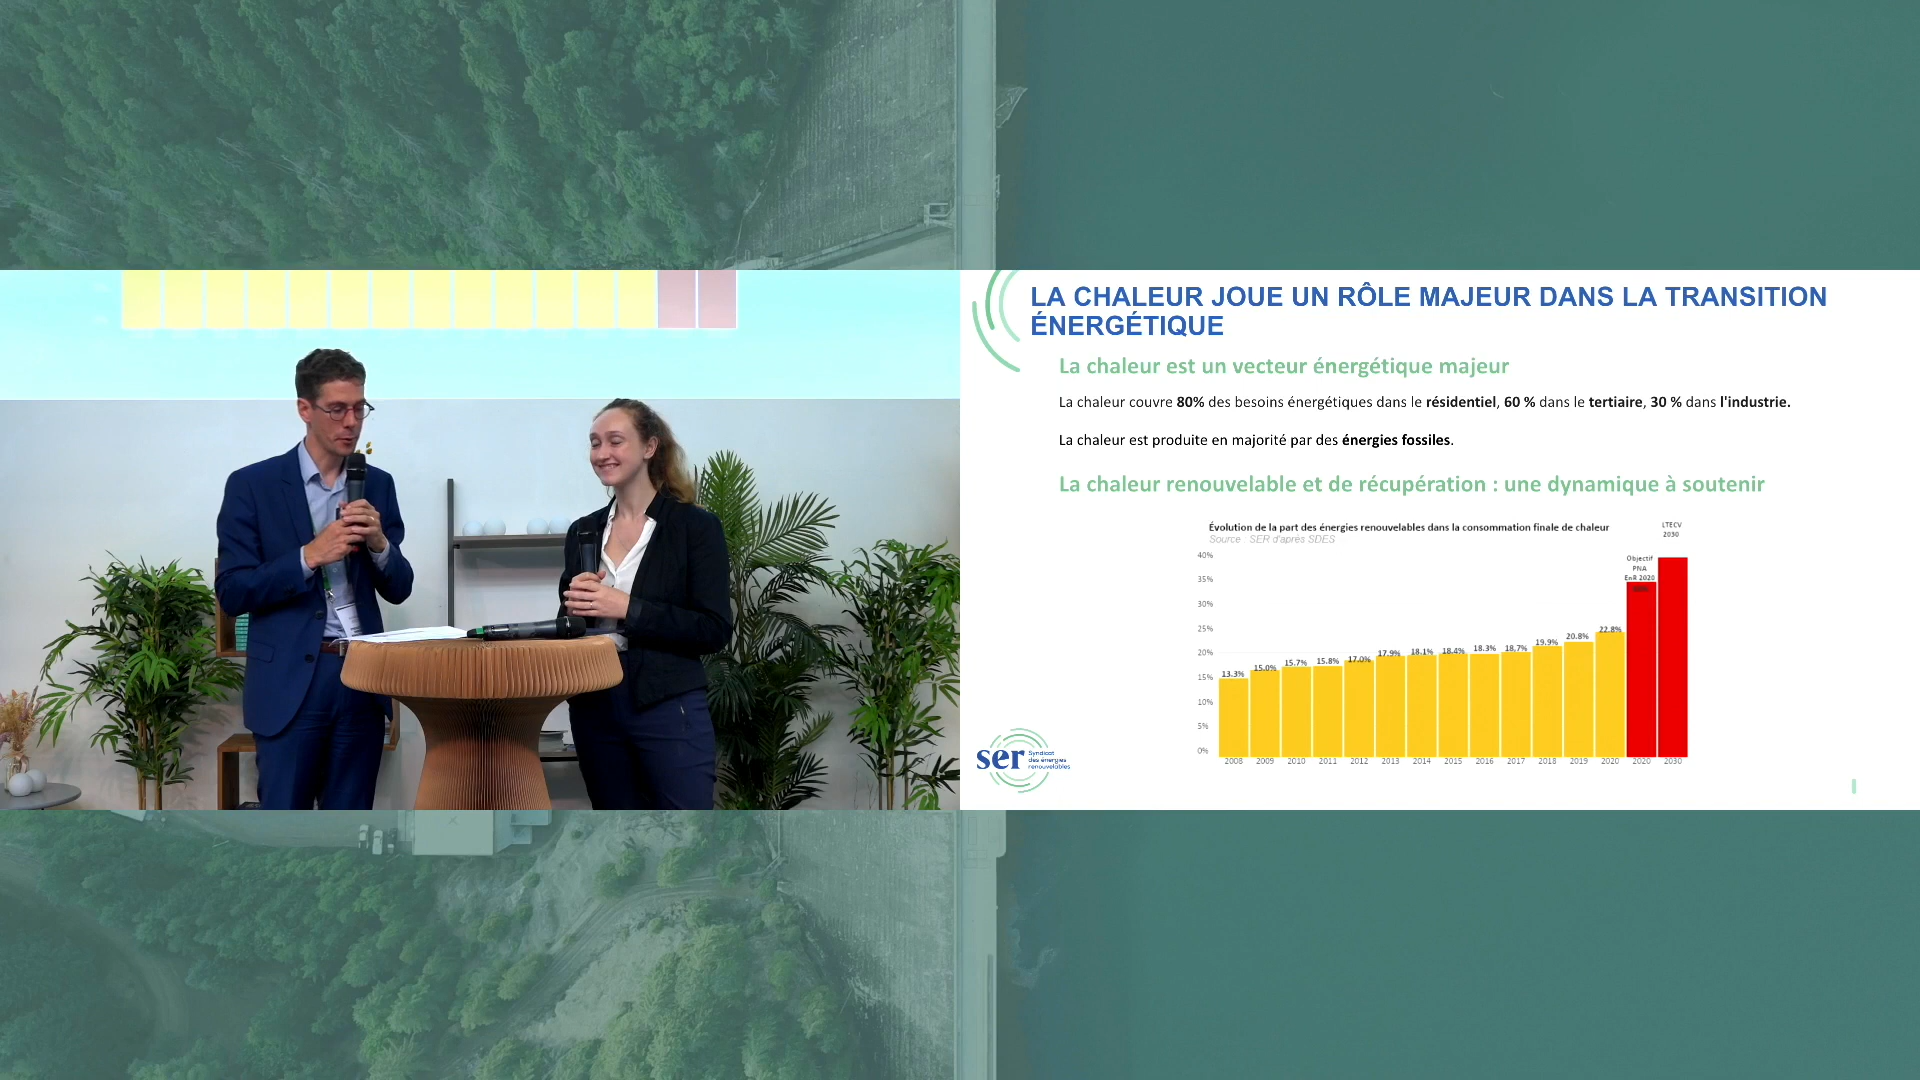 LA CHALEUR JOUE UN RÔLE MAJEUR DANS LA TRANSITION
ÉNERGÉTIQUE
La chaleur est un vecteur énergétique majeur
La chaleur couvre 80% des besoins énergétiques dans le résidentiel, 60 % dans le tertiaire, 30 % dans l'industrie.
La chaleur est produite en majorité par des énergies fossiles.
La chaleur renouvelable et de récupération : une dynamique à soutenir
Évolution de la part des énergies renouvelables dans la consommation finale de chaleur
Source : SER d'après SDES
LTECV
2030
Objectif
PNA
EnR 2020
40%
35%
30%
25%
20%
15%
10%
5%
0%
13.3%
15.0%
15.7%
15.8%
17.0%
17.9%
18.1%
18.4%
18.3%
18.7%
19.9%
20.8%
22.8%
2008 2009 2010 2011 2012 2013 2014 2015 2016 2017 2018 2019 2020 2020 2030
ser Syndicat
des énergies
renouvelables